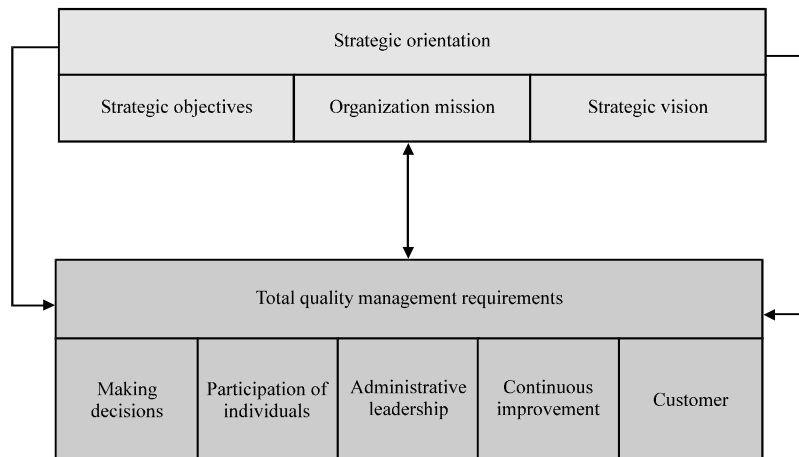 Strategic orientation
Strategic objectives
Organization mission
Strategic vision
Total quality management requirements
Making
decisions
Participation of
individuals
Administrative
leadership
Continuous
improvement
Customer